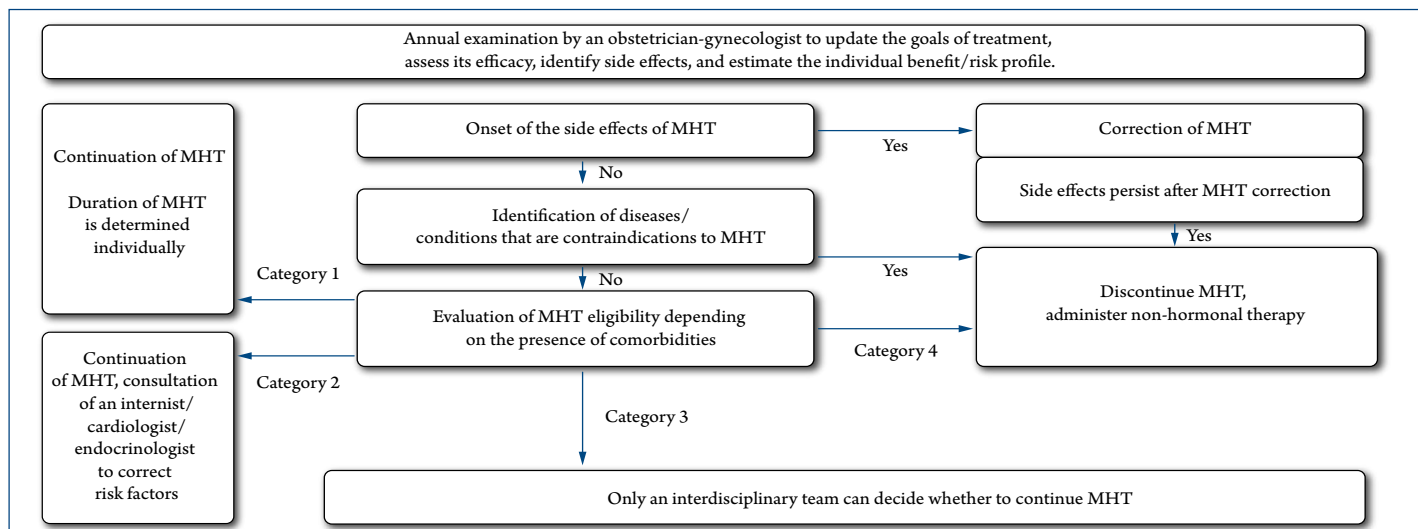 Annual examination by an obstetrician-gynecologist to update the goals of treatment,
assess its efficacy, identify side effects, and estimate the individual benefit/risk profile.
Continuation of MHT
Duration of MHT
is determined
individually
Onset of the side effects of MHT
Yes
Correction of MHT
No
Side effects persist after MHT correction
Identification of diseases/
conditions that are contraindications to MHT
Yes
Yes
Discontinue MHT,
administer non-hormonal therapy
No
Category 1
Evaluation of MHT eligibility depending
on the presence of comorbidities
Category 4
Category 2
Continuation
of MHT, consultation
of an internist/
cardiologist/
endocrinologist
to correct
risk factors
Category 3
Only an interdisciplinary team can decide whether to continue MHT